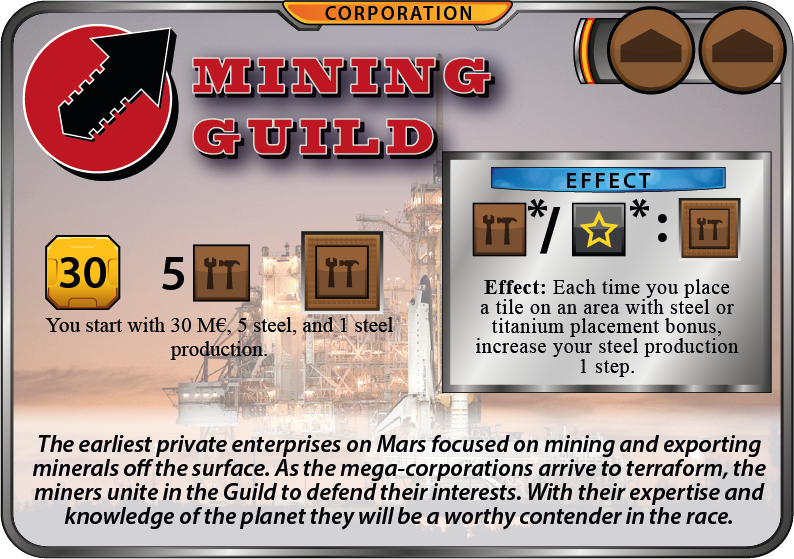 CORPORATION
MINING
GUILD
EFFECT
* / * :
30 5
You start with 30 M€, 5 steel, and 1 steel
production.
Effect: Each time you place
a tile on an area with steel or
titanium placement bonus,
increase your steel production
1 step.
The earliest private enterprises on Mars focused on mining and exporting
minerals off the surface. As the mega-corporations arrive to terraform, the
miners unite in the Guild to defend their interests. With their expertise and
knowledge of the planet they will be a worthy contender in the race.